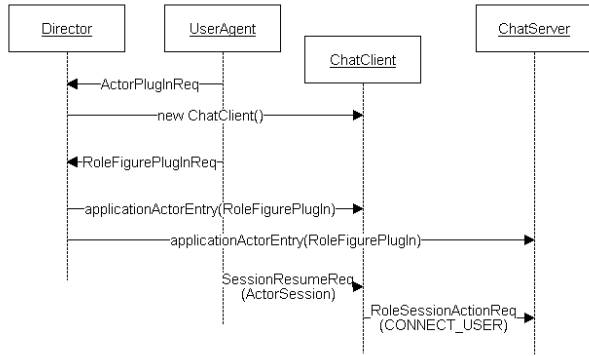 Director
UserAgent
ChatClient
ChatServer
ActorPlugInReq
new ChatClient()
RoleFigurePlugInReq
applicationActorEntry(RoleFigurePlugIn)
applicationActorEntry(RoleFigurePlugIn)
SessionResumeReq
(ActorSession)
RoleSessionActionReq
(CONNECT_USER)